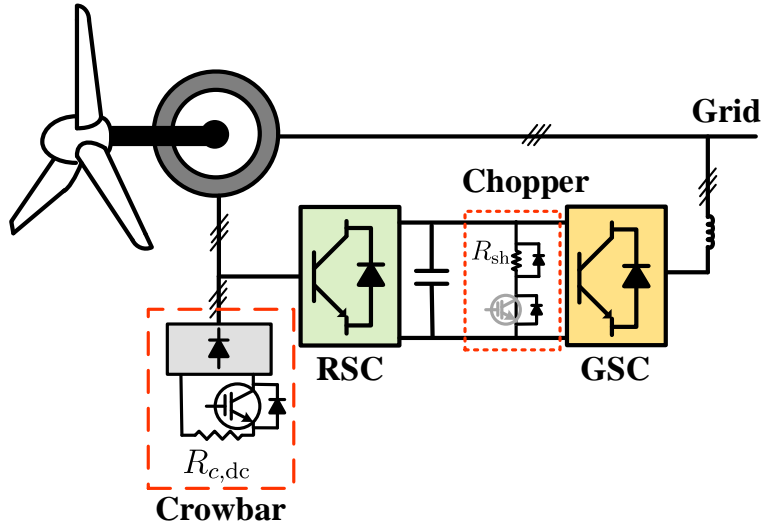 Grid
Chopper
R_sh
RSC
GSC
R_c,dc
Crowbar